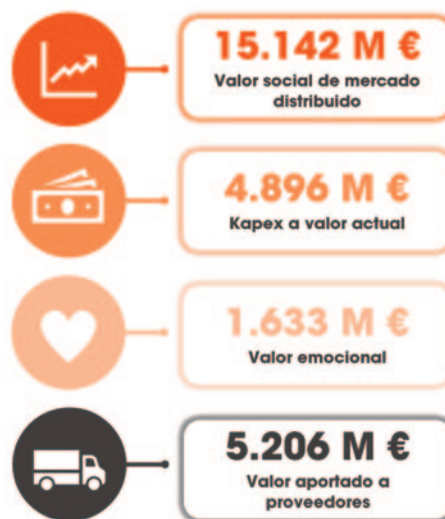 15.142 M €
Valor social de mercado
distribuido
4.896 M €
Kapex a valor actual
1.633 M €
Valor emocional
5.206 M €
Valor aportado a
proveedores